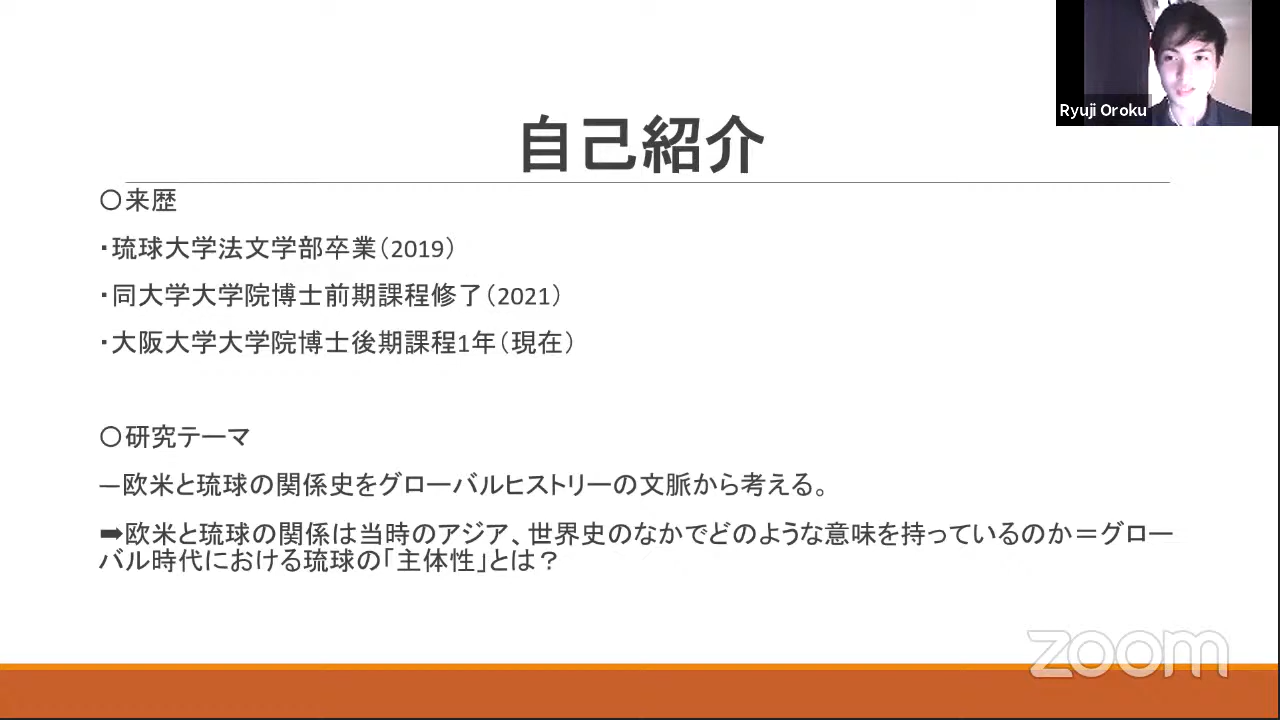 Ryuji Oroku
自己紹介
〇来歴
・琉球大学法文学部卒業（2019）
・同大学大学院博士前期課程修了（2021）
・大阪大学大学院博士後期課程1年（現在）
〇研究テーマ
―欧米と琉球の関係史をグローバルヒストリーの文脈から考える。
➡欧米と琉球の関係は当時のアジア、世界史のなかでどのような意味を持っているのか＝グロー
バル時代における琉球の「主体性」とは？
zoom